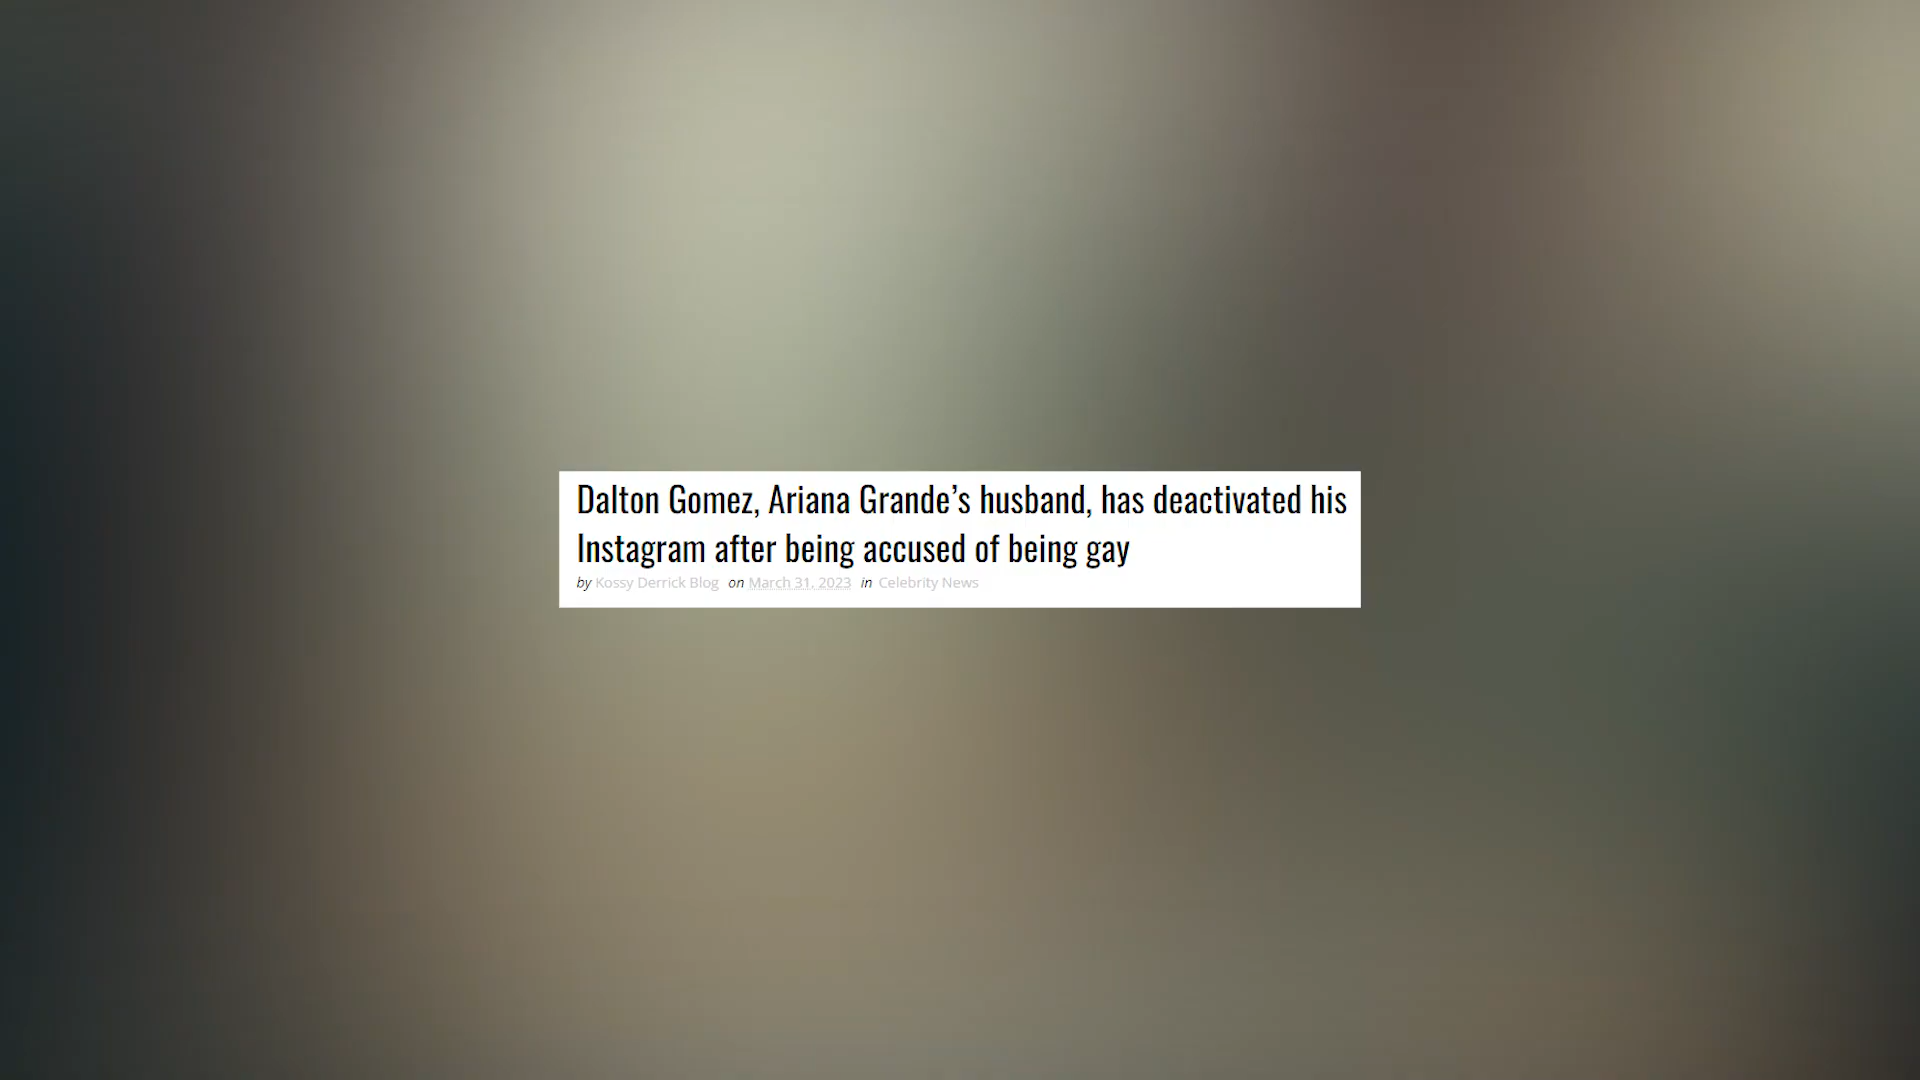 Dalton Gomez, Ariana Grande’s husband, has deactivated his
Instagram after being accused of being gay
by Kossy Derrick Blog on March 31, 2023 in Celebrity News